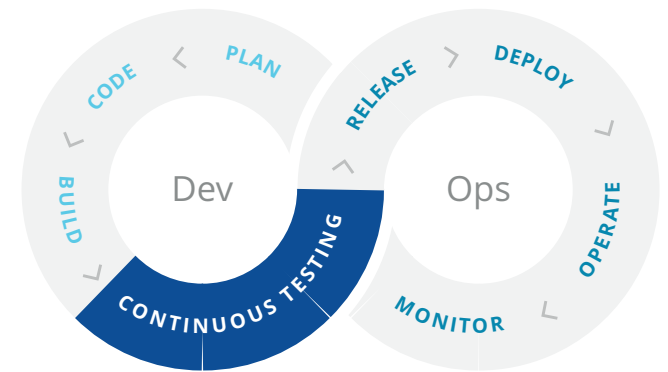 PLAN
CODE
BUILD
CONTINUOUS TESTING
RELEASE
DEPLOY
OPERATE
MONITOR
Dev
Ops